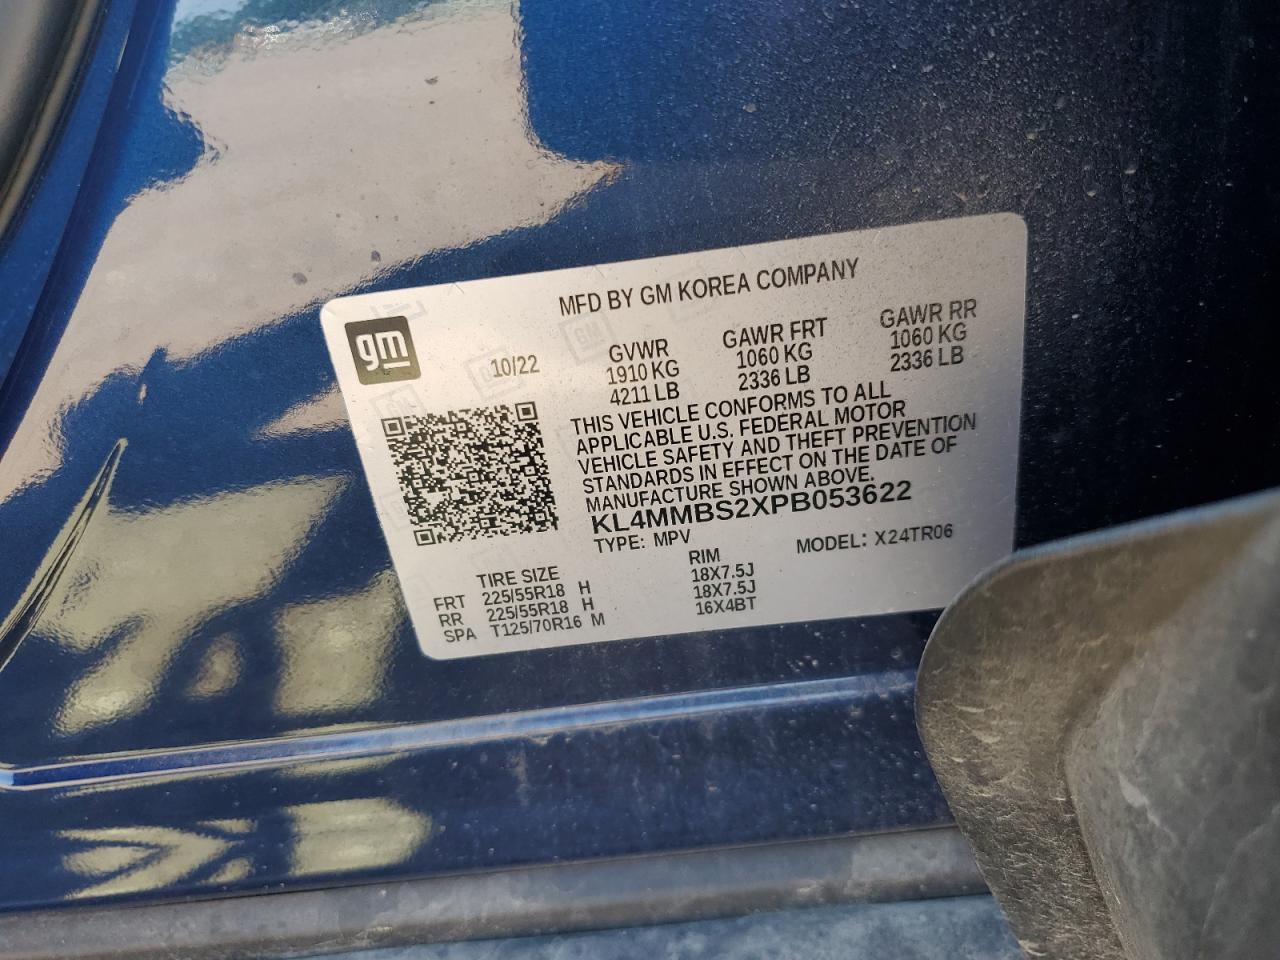 MFD BY GM KOREA COMPANY
gm
10/22
GVWR
1910 KG
4211 LB
GAWR FRT
1060 KG
2336 LB
GAWR RR
1060 KG
2336 LB
THIS VEHICLE CONFORMS TO ALL
APPLICABLE U.S. FEDERAL MOTOR
VEHICLE SAFETY AND THEFT PREVENTION
STANDARDS IN EFFECT ON THE DATE OF
MANUFACTURE SHOWN ABOVE.
KL4MMBS2XPB053622
TYPE: MPV
MODEL: X24TR06
TIRE SIZE RIM
FRT 225/55R18 H 18X7.5J
RR 225/55R18 H 18X7.5J
SPA T125/70R16 M 16X4BT